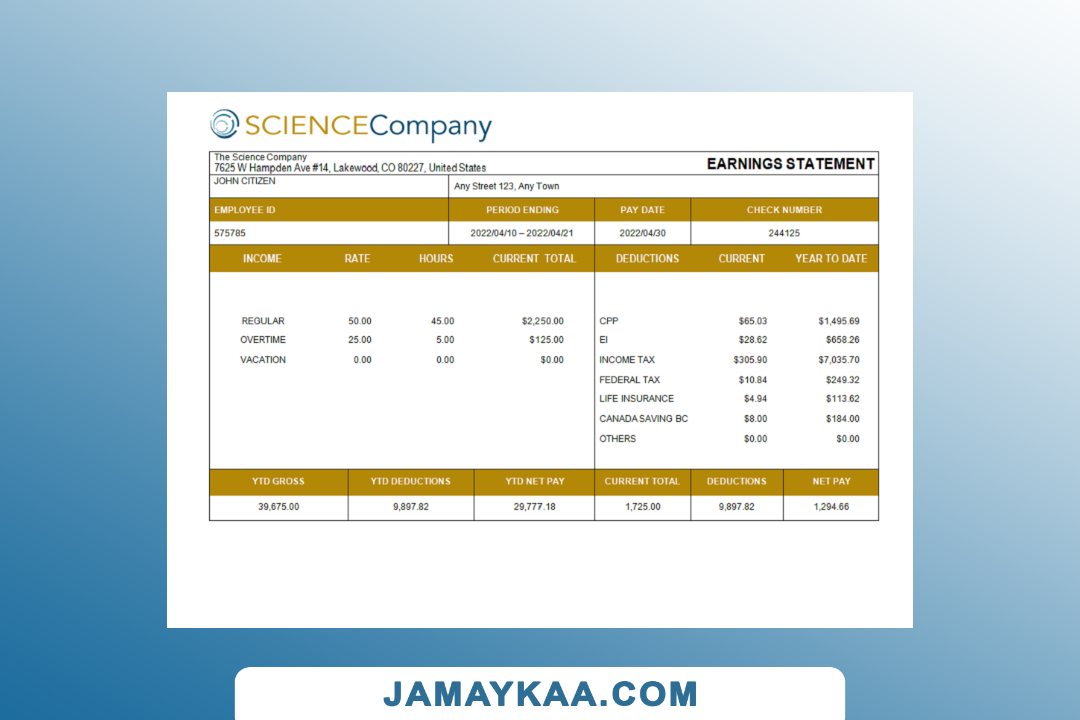 SCIENCECompany
The Science Company
7625 W Hampden Ave #14, Lakewood, CO 80227, United States
EARNINGS STATEMENT
JOHN CITIZEN
Any Street 123, Any Town
EMPLOYEE ID PERIOD ENDING PAY DATE CHECK NUMBER
575785 2022/04/10 – 2022/04/21 2022/04/30 244125
INCOME RATE HOURS CURRENT TOTAL DEDUCTIONS CURRENT YEAR TO DATE
REGULAR 50.00 45.00 $2,250.00 CPP $65.03 $1,495.69
OVERTIME 25.00 5.00 $125.00 EI $28.62 $658.26
VACATION 0.00 0.00 $0.00 INCOME TAX $305.90 $7,035.70
FEDERAL TAX $10.84 $249.32
LIFE INSURANCE $4.94 $113.62
CANADA SAVING BC $8.00 $184.00
OTHERS $0.00 $0.00
YTD GROSS YTD DEDUCTIONS YTD NET PAY CURRENT TOTAL DEDUCTIONS NET PAY
39,675.00 9,897.82 29,777.18 1,725.00 9,897.82 1,294.66
JAMAYKAA.COM